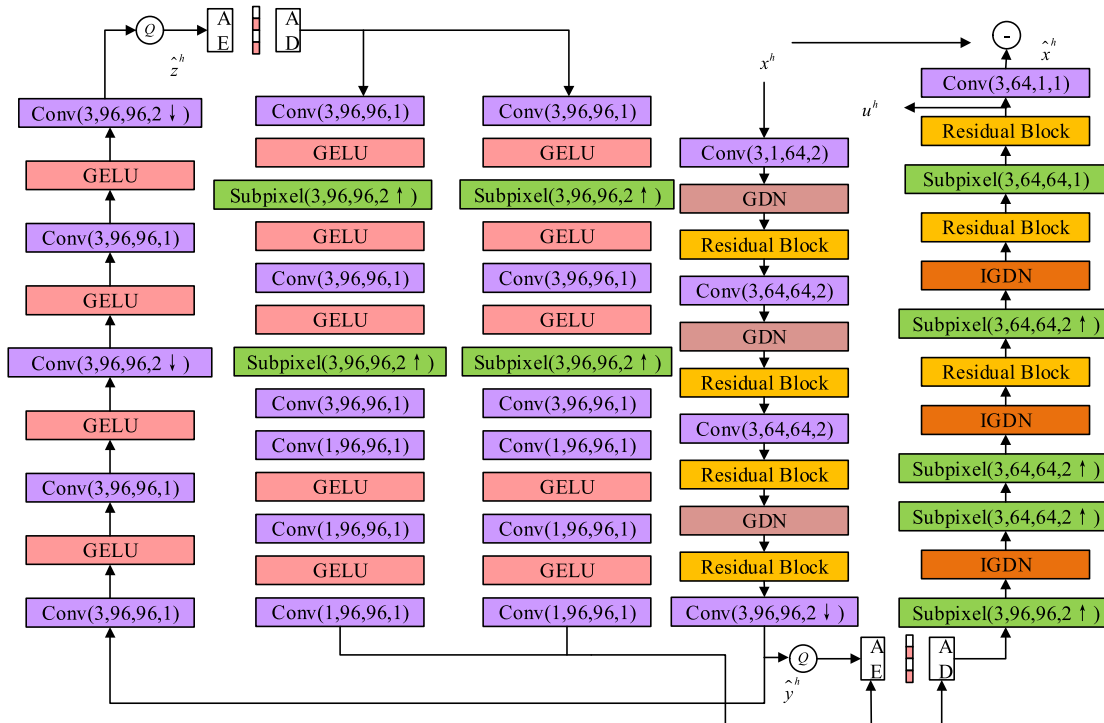 Q
A
E
A
D
ẑ^h
Conv(3,96,96,2↓)
GELU
Conv(3,96,96,1)
GELU
Conv(3,96,96,2↓)
GELU
Conv(3,96,96,1)
GELU
Conv(3,96,96,1)
Conv(3,96,96,1)
GELU
Subpixel(3,96,96,2↑)
GELU
Conv(3,96,96,1)
GELU
Subpixel(3,96,96,2↑)
Conv(3,96,96,1)
Conv(1,96,96,1)
GELU
Conv(1,96,96,1)
GELU
Conv(1,96,96,1)
Conv(3,96,96,1)
GELU
Subpixel(3,96,96,2↑)
GELU
Conv(3,96,96,1)
GELU
Subpixel(3,96,96,2↑)
Conv(3,96,96,1)
Conv(1,96,96,1)
GELU
Conv(1,96,96,1)
GELU
Conv(1,96,96,1)
x^h
Conv(3,1,64,2)
GDN
Residual Block
Conv(3,64,64,2)
GDN
Residual Block
Conv(3,64,64,2)
Residual Block
GDN
Residual Block
Conv(3,96,96,2↓)
Q
ŷ^h
A
E
A
D
-
x̂^h
Conv(3,64,1,1)
u^h
Residual Block
Subpixel(3,64,64,1)
Residual Block
IGDN
Subpixel(3,64,64,2↑)
Residual Block
IGDN
Subpixel(3,64,64,2↑)
Subpixel(3,64,64,2↑)
IGDN
Subpixel(3,96,96,2↑)